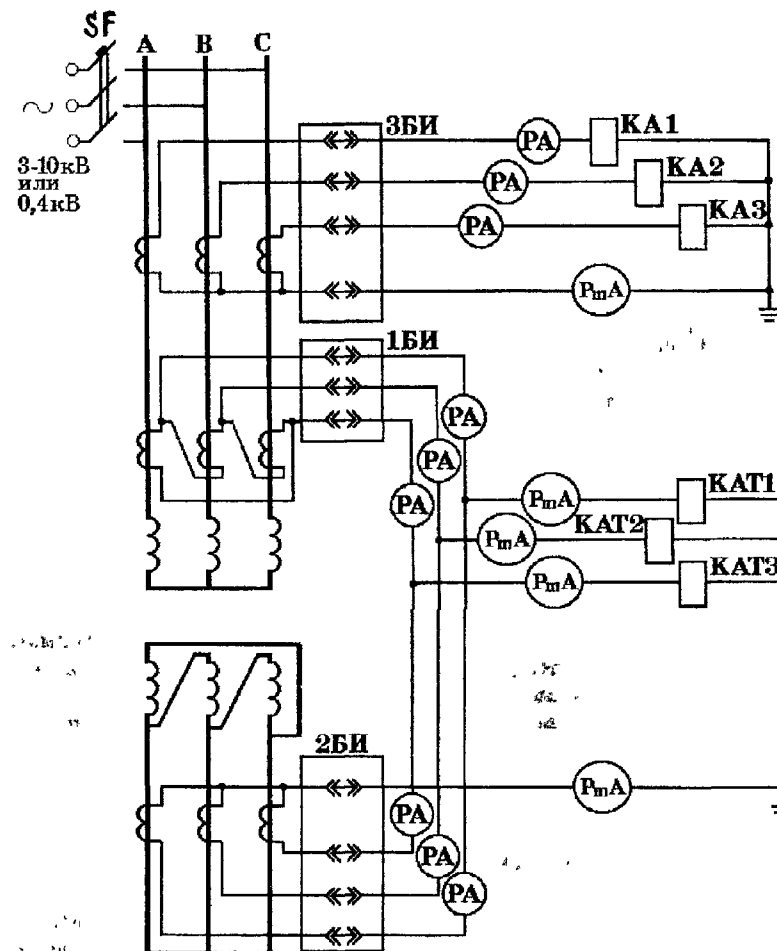 SF
A B C
3БИ
PA KA1
PA KA2
3-10кВ
или
0,4кВ
PA KA3
PmA
1БИ
PA
PA
PA
PmA KAT1
PmA KAT2
PmA KAT3
2БИ
PmA
PA
PA
PA